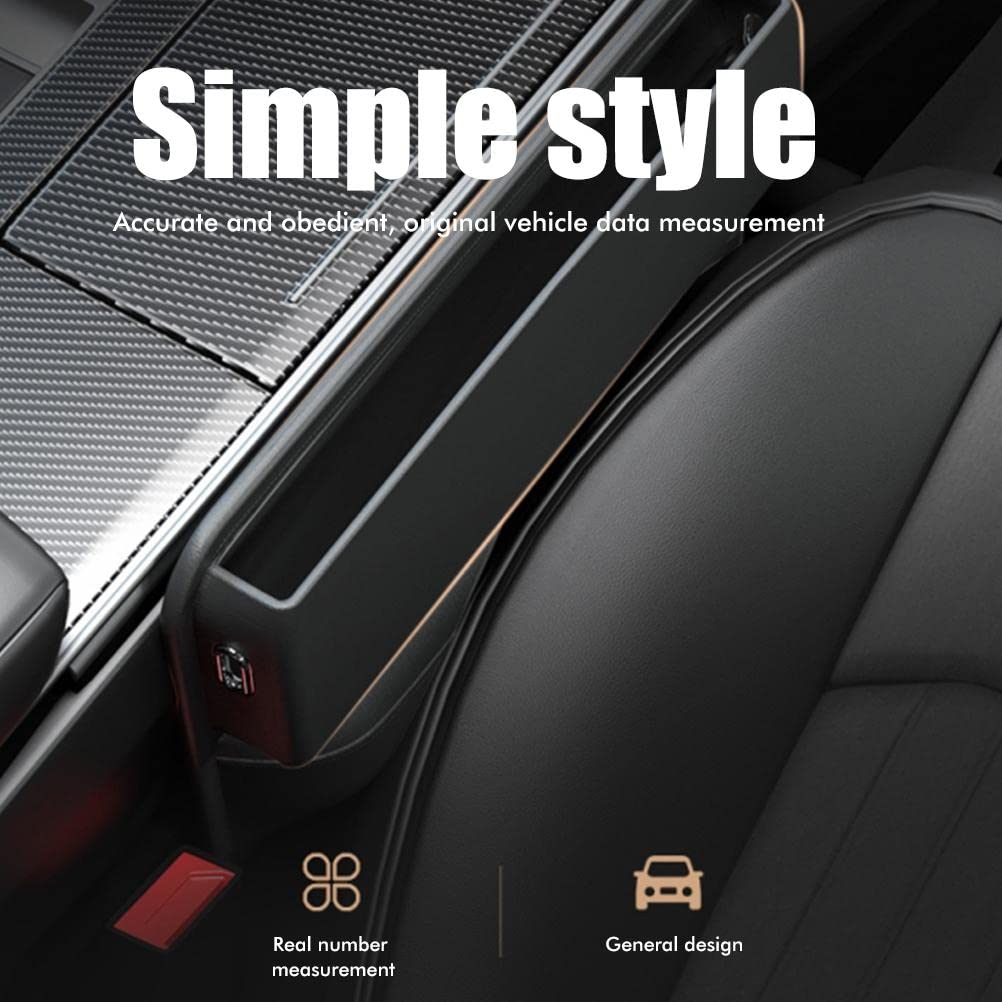 Simple style
Accurate and obedient, original vehicle data measurement
Real number
measurement
General design